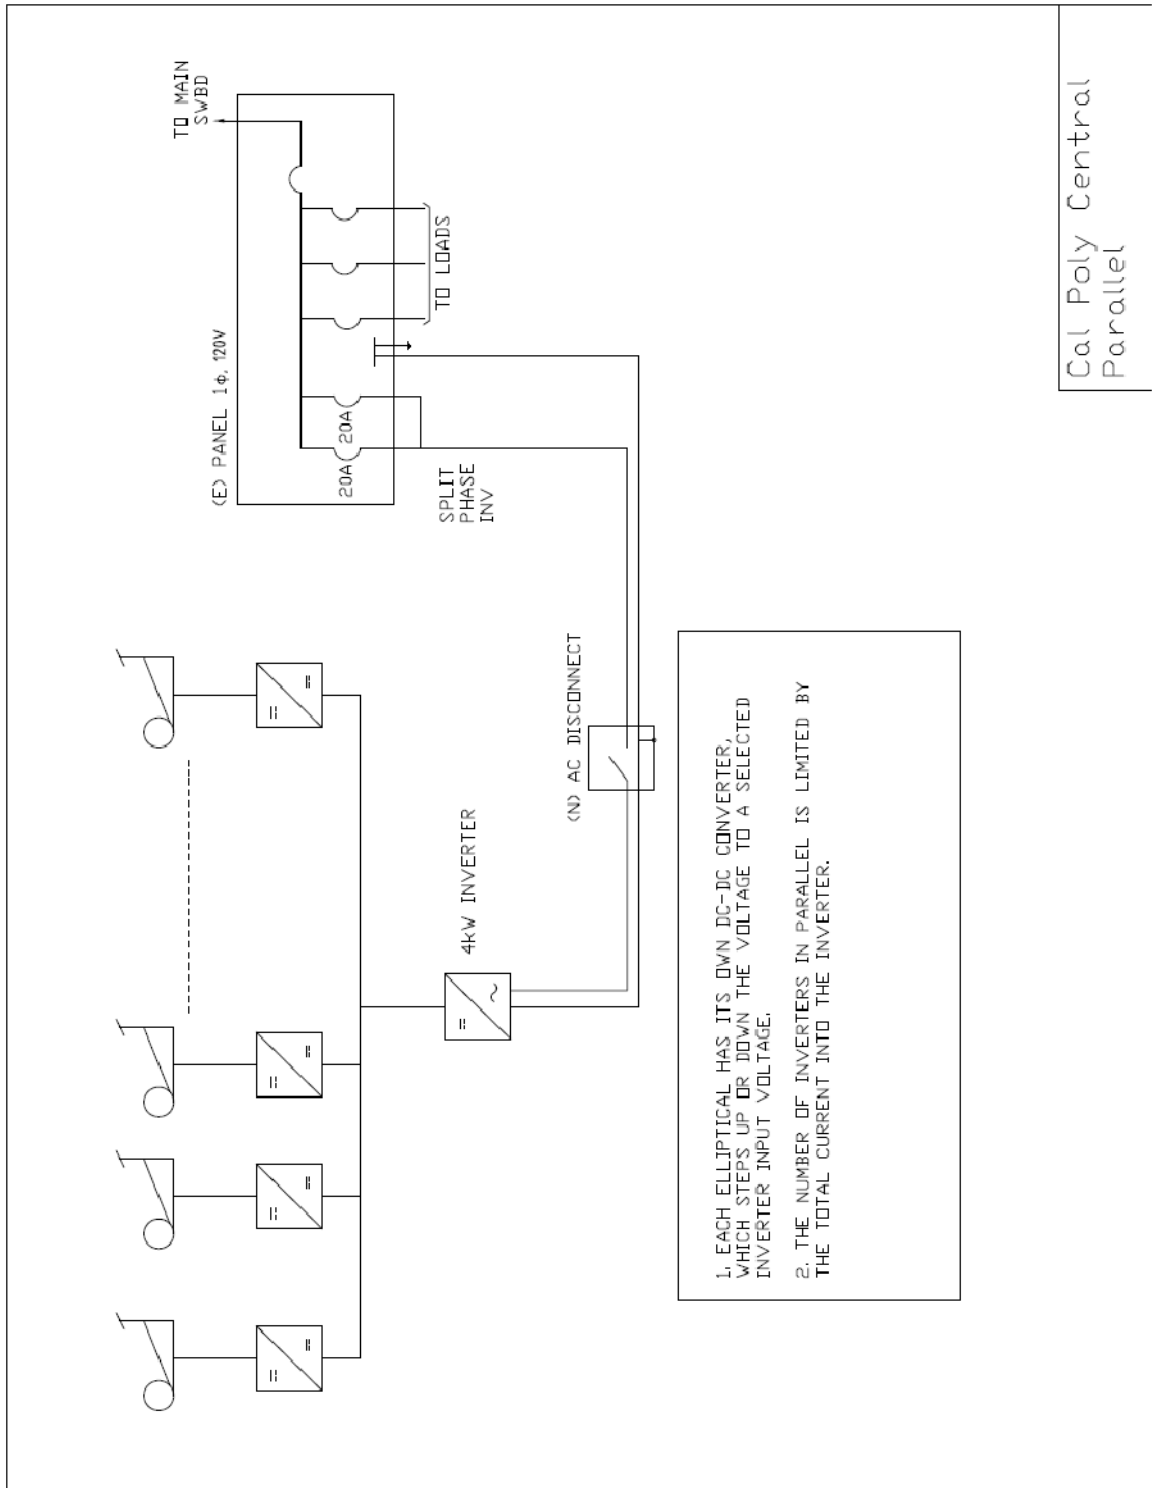 TO MAIN
SWBD
(E) PANEL 1ϕ, 120V
20A
20A
TO LOADS
SPLIT
PHASE
INV
(N) AC DISCONNECT
4kW INVERTER
1. EACH ELLIPTICAL HAS ITS OWN DC-DC CONVERTER,
WHICH STEPS UP OR DOWN THE VOLTAGE TO A SELECTED
INVERTER INPUT VOLTAGE.
2. THE NUMBER OF INVERTERS IN PARALLEL IS LIMITED BY
THE TOTAL CURRENT INTO THE INVERTER.
Cal Poly Central
Parallel